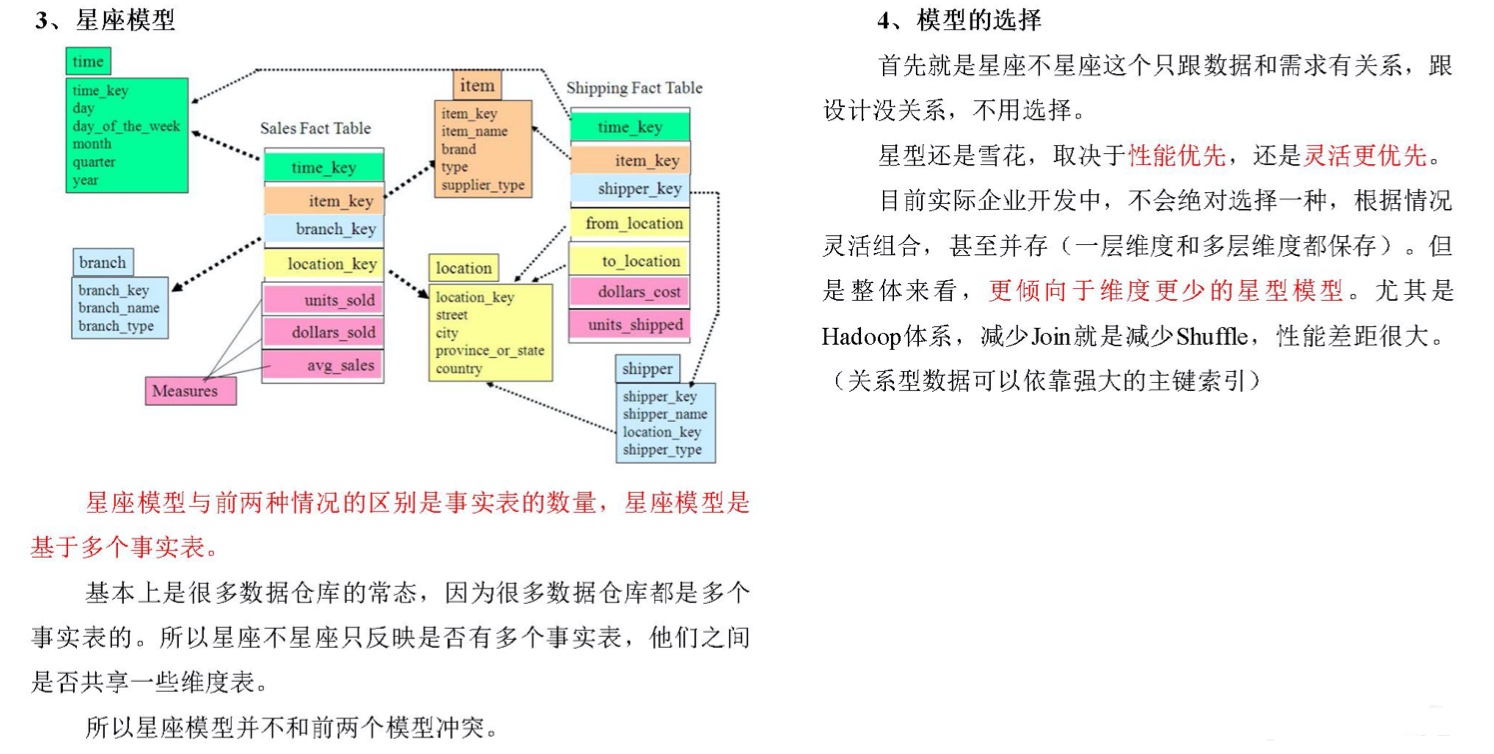 3、星座模型
time
time_key
day
day_of_the_week
month
quarter
year
Sales Fact Table
time_key
item_key
branch_key
location_key
units_sold
dollars_sold
avg_sales
Measures
branch
branch_key
branch_name
branch_type
item
item_key
item_name
brand
type
supplier_type
location
location_key
street
city
province_or_state
country
Shipping Fact Table
time_key
item_key
shipper_key
from_location
to_location
dollars_cost
units_shipped
shipper
shipper_key
shipper_name
location_key
shipper_type
星座模型与前两种情况的区别是事实表的数量，星座模型是
基于多个事实表。
基本上是很多数据仓库的常态，因为很多数据仓库都是多个
事实表的。所以星座不星座只反映是否有多个事实表，他们之间
是否共享一些维度表。
所以星座模型并不和前两个模型冲突。
4、模型的选择
首先就是星座不星座这个只跟数据和需求有关系，跟
设计没关系，不用选择。
星型还是雪花，取决于性能优先，还是灵活更优先。
目前实际企业开发中，不会绝对选择一种，根据情况
灵活组合，甚至并存（一层维度和多层维度都保存）。但
是整体来看，更倾向于维度更少的星型模型。尤其是
Hadoop体系，减少Join就是减少Shuffle，性能差距很大。
（关系型数据可以依靠强大的主键索引）